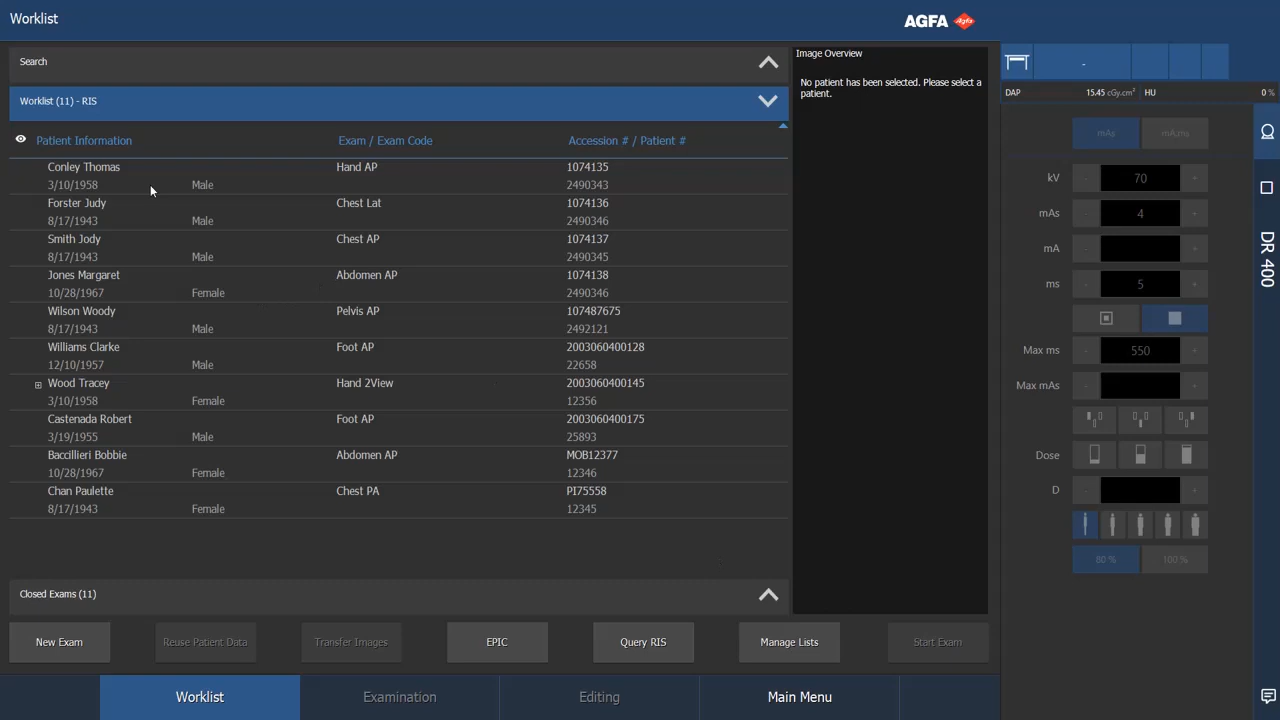 Worklist
AGFA Agfa
Search
Worklist (11) - RIS
Patient Information Exam / Exam Code Accession # / Patient #
Conley Thomas Hand AP 1074135
3/10/1958 Male 2490343
Forster Judy Chest Lat 1074136
8/17/1943 Male 2490346
Smith Jody Chest AP 1074137
8/17/1943 Male 2490345
Jones Margaret Abdomen AP 1074138
10/28/1967 Female 2490346
Wilson Woody Pelvis AP 107487675
8/17/1943 Male 2492121
Williams Clarke Foot AP 2003060400128
12/10/1957 Male 22658
Wood Tracey Hand 2View 2003060400145
3/10/1958 Female 12356
Castenada Robert Foot AP 2003060400175
3/19/1955 Male 25893
Baccillieri Bobbie Abdomen AP MOB12377
10/28/1967 Female 12346
Chan Paulette Chest PA PI75558
8/17/1943 Female 12345
Closed Exams (11)
New Exam Reuse Patient Data Transfer Images EPIC Query RIS Manage Lists Start Exam
Worklist Examination Editing Main Menu
Image Overview
No patient has been selected. Please select a
patient.
-
DAP 15.45 cGy.cm² HU 0 %
mAs mA,ms
kV - 70 +
mAs - 4 +
mA - +
ms - 5 +
Max ms - 550 +
Max mAs - +
Dose
D - +
80 % 100 %
DR 400